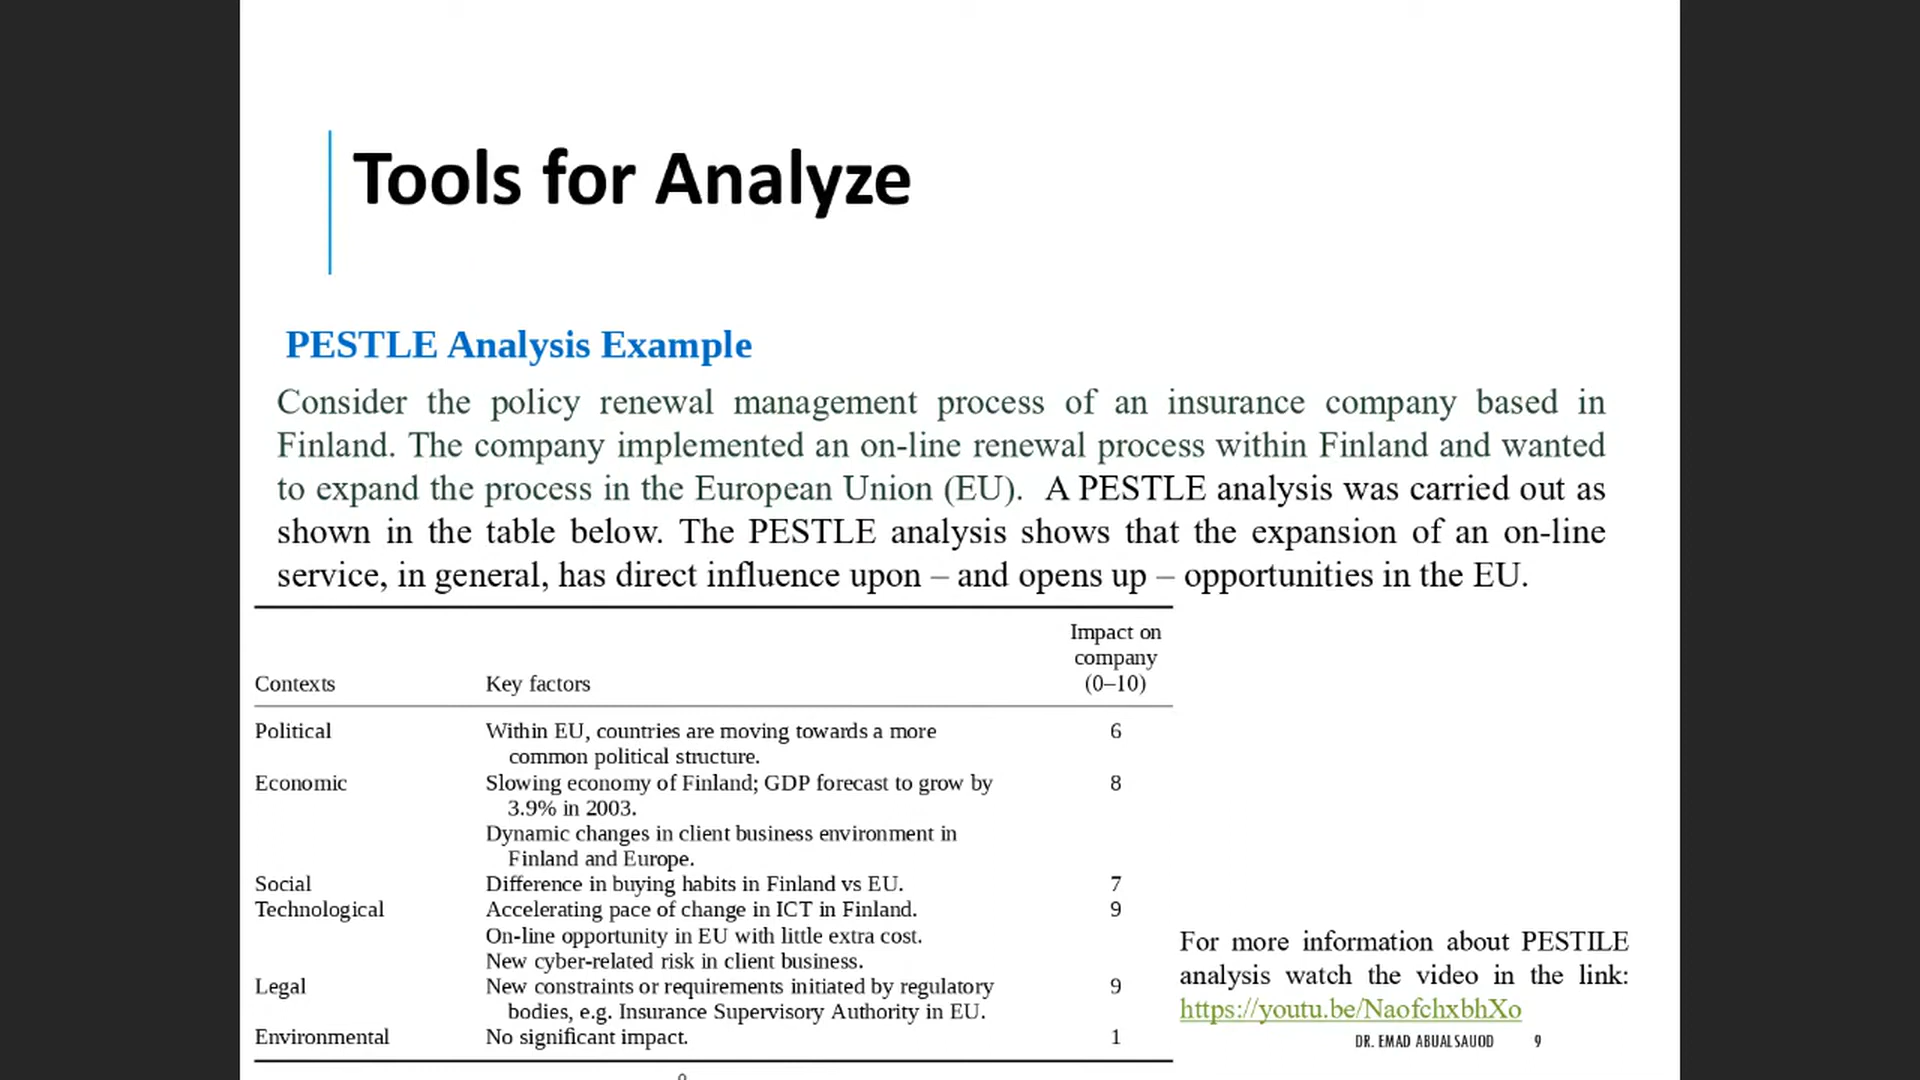 Tools for Analyze
PESTLE Analysis Example
Consider the policy renewal management process of an insurance company based in
Finland. The company implemented an on-line renewal process within Finland and wanted
to expand the process in the European Union (EU). A PESTLE analysis was carried out as
shown in the table below. The PESTLE analysis shows that the expansion of an on-line
service, in general, has direct influence upon – and opens up – opportunities in the EU.
Impact on
company
Contexts Key factors (0–10)
Political Within EU, countries are moving towards a more 6
common political structure.
Economic Slowing economy of Finland; GDP forecast to grow by 8
3.9% in 2003.
Dynamic changes in client business environment in
Finland and Europe.
Social Difference in buying habits in Finland vs EU. 7
Technological Accelerating pace of change in ICT in Finland. 9
On-line opportunity in EU with little extra cost.
New cyber-related risk in client business.
Legal New constraints or requirements initiated by regulatory 9
bodies, e.g. Insurance Supervisory Authority in EU.
Environmental No significant impact. 1
For more information about PESTILE
analysis watch the video in the link:
https://youtu.be/NaofchxbhXo
DR. EMAD ABUALSAUOD 9